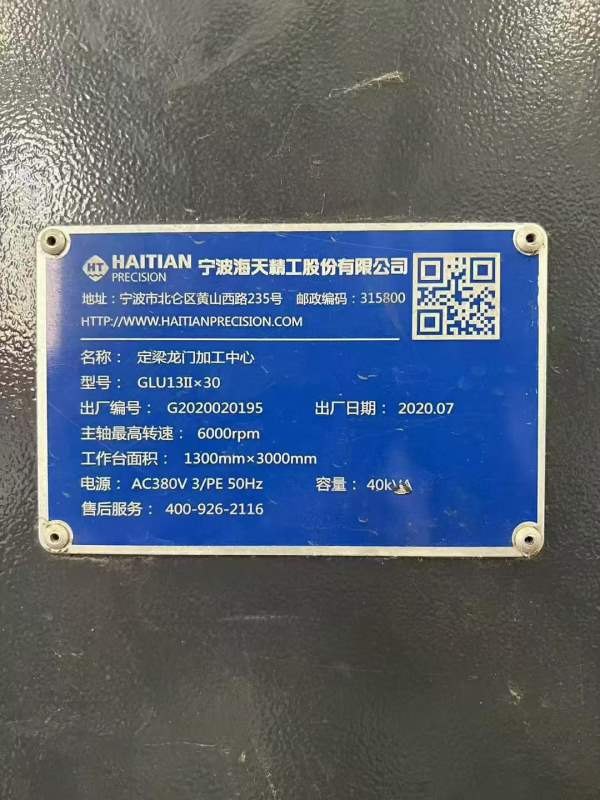 HT HAITIAN PRECISION 宁波海天精工股份有限公司
地址：宁波市北仑区黄山西路235号 邮政编码：315800
HTTP://WWW.HAITIANPRECISION.COM
名称： 定梁龙门加工中心
型号： GLU13II×30
出厂编号： G2020020195 出厂日期： 2020.07
主轴最高转速： 6000rpm
工作台面积： 1300mm×3000mm
电源： AC380V 3/PE 50Hz 容量： 40kVA
售后服务： 400-926-2116